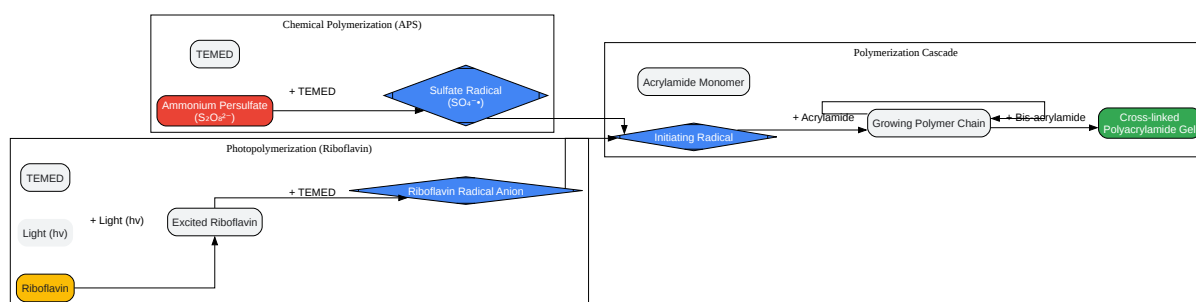 Chemical Polymerization (APS)
TEMED
+ TEMED
Ammonium Persulfate
(S₂O₈²⁻)
Sulfate Radical
(SO₄⁻•)
Photopolymerization (Riboflavin)
TEMED
Light (hv)
+ Light (hv)
Riboflavin
Excited Riboflavin
+ TEMED
Riboflavin Radical Anion
Polymerization Cascade
Acrylamide Monomer
Initiating Radical
+ Acrylamide
Growing Polymer Chain
+ Bis-acrylamide
Cross-linked
Polyacrylamide Gel